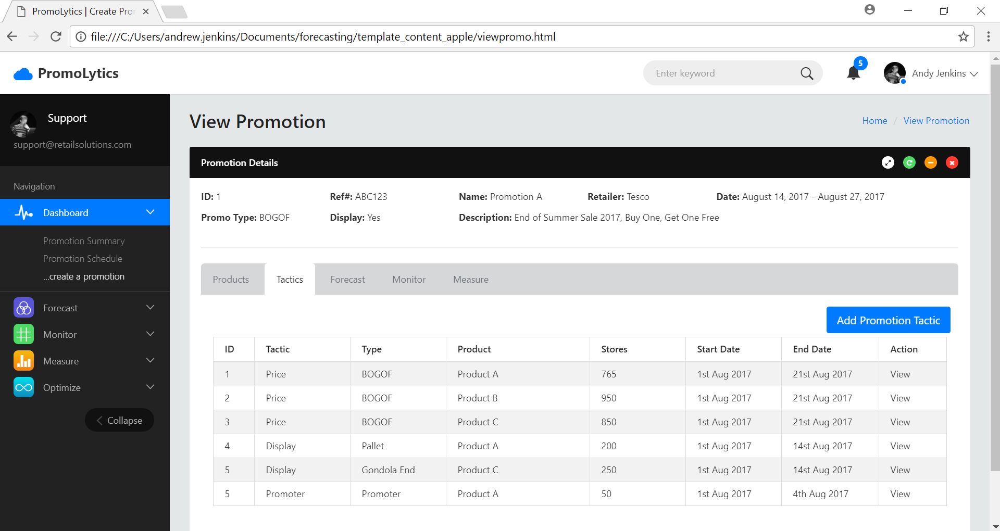 PromoLytics | Create Pro
file:///C:/Users/andrew.jenkins/Documents/forecasting/template_content_apple/viewpromo.html
PromoLytics
Enter keyword
5
Andy Jenkins
Support
support@retailsolutions.com
Navigation
Dashboard
Promotion Summary
Promotion Schedule
...create a promotion
Forecast
Monitor
Measure
Optimize
Collapse
View Promotion
Home / View Promotion
Promotion Details
ID: 1 Ref#: ABC123 Name: Promotion A Retailer: Tesco Date: August 14, 2017 - August 27, 2017
Promo Type: BOGOF Display: Yes Description: End of Summer Sale 2017, Buy One, Get One Free
Products Tactics Forecast Monitor Measure
Add Promotion Tactic
ID Tactic Type Product Stores Start Date End Date Action
1 Price BOGOF Product A 765 1st Aug 2017 21st Aug 2017 View
2 Price BOGOF Product B 950 1st Aug 2017 21st Aug 2017 View
3 Price BOGOF Product C 850 1st Aug 2017 21st Aug 2017 View
4 Display Pallet Product A 200 1st Aug 2017 14st Aug 2017 View
5 Display Gondola End Product C 250 1st Aug 2017 14st Aug 2017 View
5 Promoter Promoter Product A 50 1st Aug 2017 4th Aug 2017 View